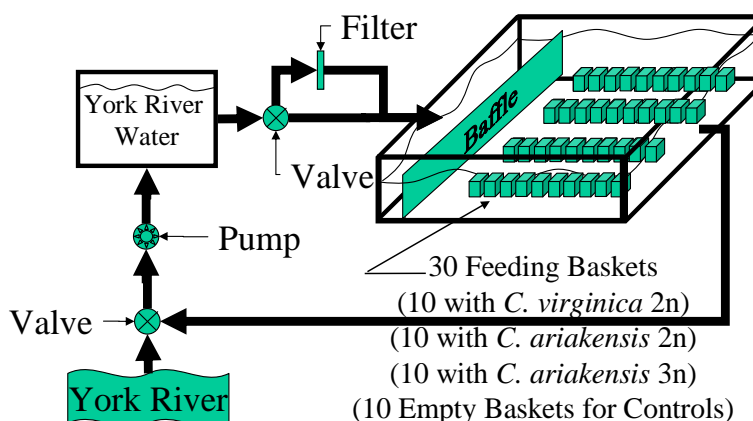 Filter
York River
Water
Baffle
Valve
Pump
30 Feeding Baskets
(10 with C. virginica 2n)
Valve
(10 with C. ariakensis 2n)
(10 with C. ariakensis 3n)
York River
(10 Empty Baskets for Controls)